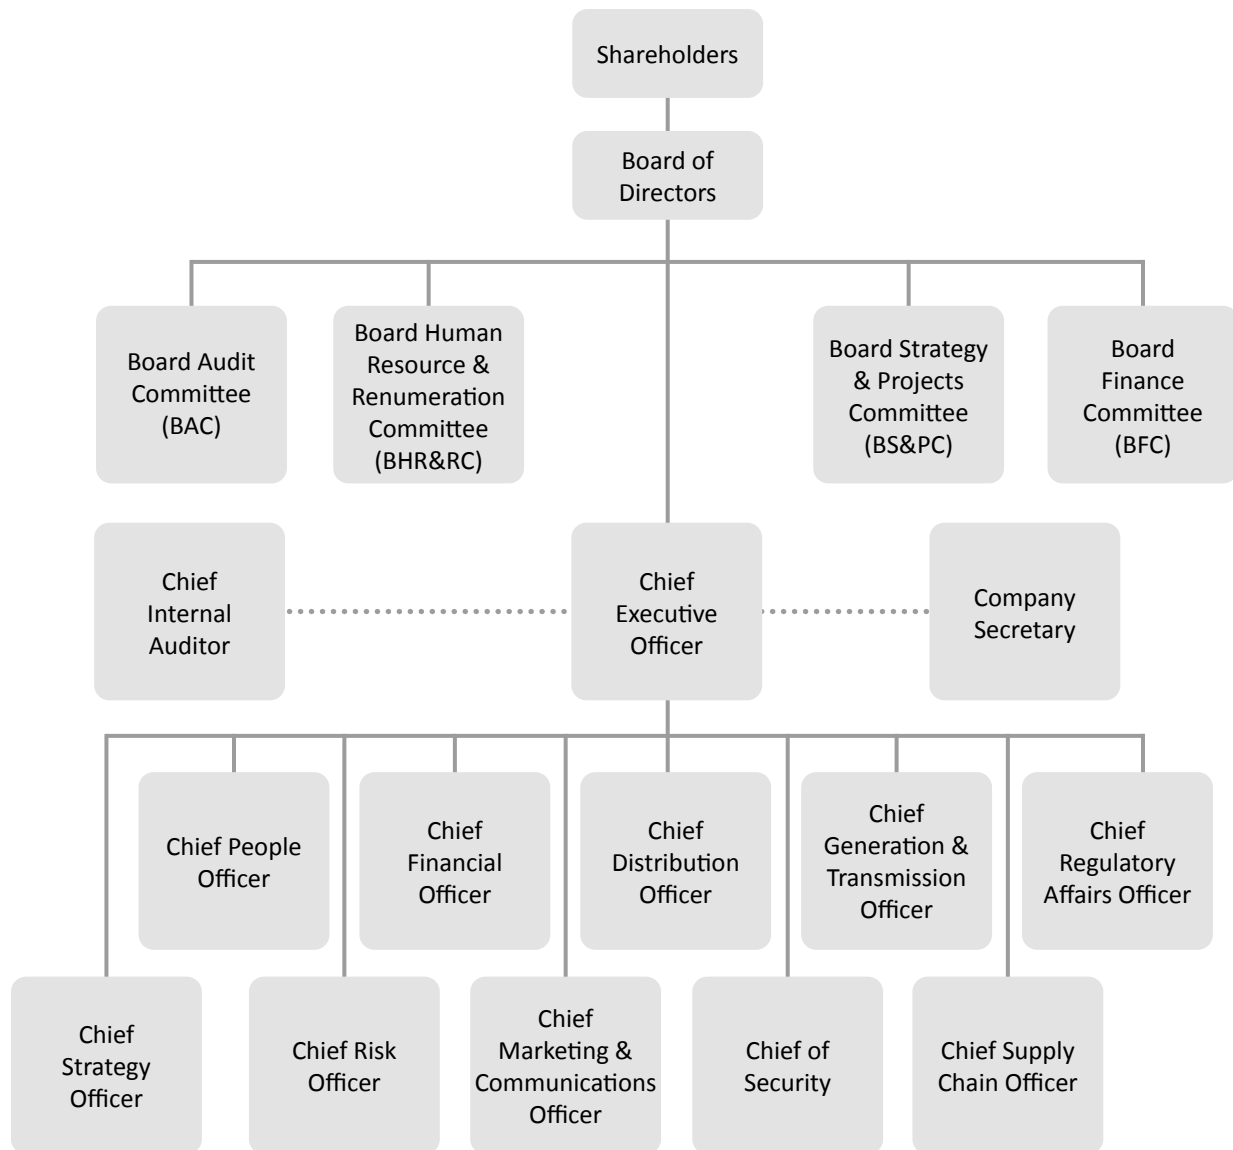 Shareholders
Board of
Directors
Board Audit
Committee
(BAC)
Board Human
Resource &
Renumeration
Committee
(BHR&RC)
Board Strategy
& Projects
Committee
(BS&PC)
Board
Finance
Committee
(BFC)
Chief
Internal
Auditor
Chief
Executive
Officer
Company
Secretary
Chief People
Officer
Chief
Financial
Officer
Chief
Distribution
Officer
Chief
Generation &
Transmission
Officer
Chief
Regulatory
Affairs Officer
Chief
Strategy
Officer
Chief Risk
Officer
Chief
Marketing &
Communications
Officer
Chief of
Security
Chief Supply
Chain Officer